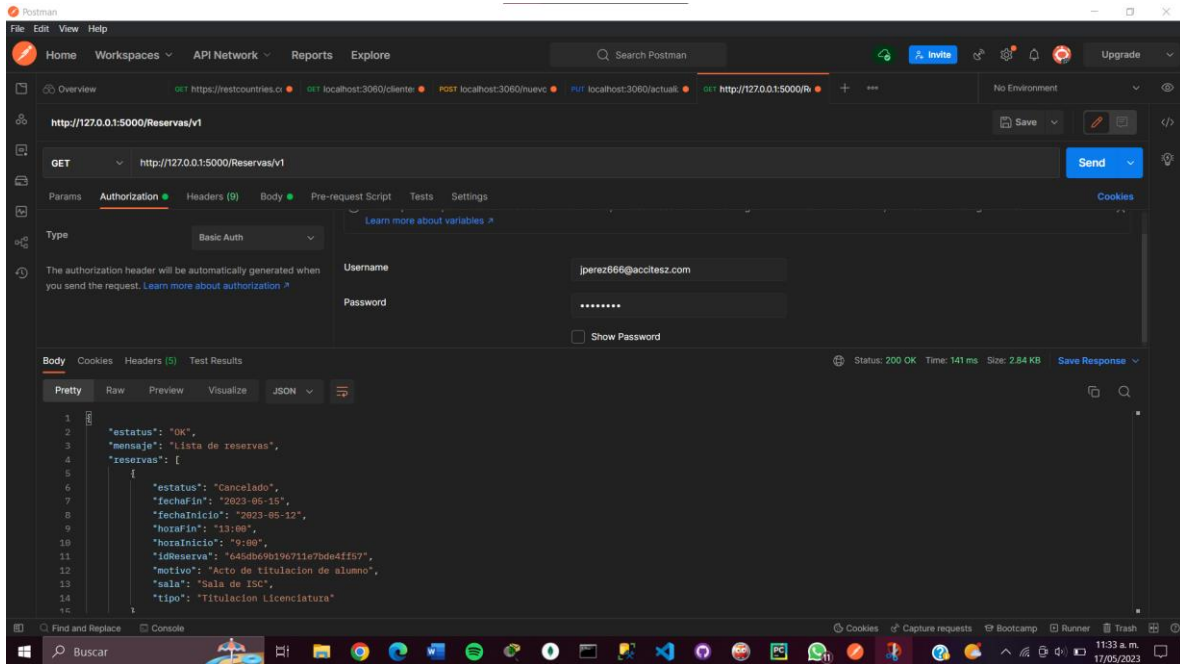 Postman
File Edit View Help
Home Workspaces API Network Reports Explore Search Postman Invite Upgrade
Overview GET https://restcountries.c GET localhost:3060/cliente POST localhost:3060/nuevo PUT localhost:3060/actuali GET http://127.0.0.1:5000/R No Environment
http://127.0.0.1:5000/Reservas/v1 Save
GET http://127.0.0.1:5000/Reservas/v1 Send
Params Authorization Headers (9) Body Pre-request Script Tests Settings Cookies
Learn more about variables ↗
Type Basic Auth
The authorization header will be automatically generated when
you send the request. Learn more about authorization ↗
Username jperez666@accitesz.com
Password ••••••••
Show Password
Body Cookies Headers (5) Test Results Status: 200 OK Time: 141 ms Size: 2.84 KB Save Response
Pretty Raw Preview Visualize JSON
1 {
2 "estatus": "OK",
3 "mensaje": "Lista de reservas",
4 "reservas": [
5 {
6 "estatus": "Cancelado",
7 "fechaFin": "2023-05-15",
8 "fechaInicio": "2023-05-12",
9 "horaFin": "13:00",
10 "horaInicio": "9:00",
11 "idReserva": "645db69b196711e7bde4ff57",
12 "motivo": "Acto de titulacion de alumno",
13 "sala": "Sala de ISC",
14 "tipo": "Titulacion Licenciatura"
15 }
Find and Replace Console Cookies Capture requests Bootcamp Runner Trash
Buscar 11:33 a. m.
17/05/2023